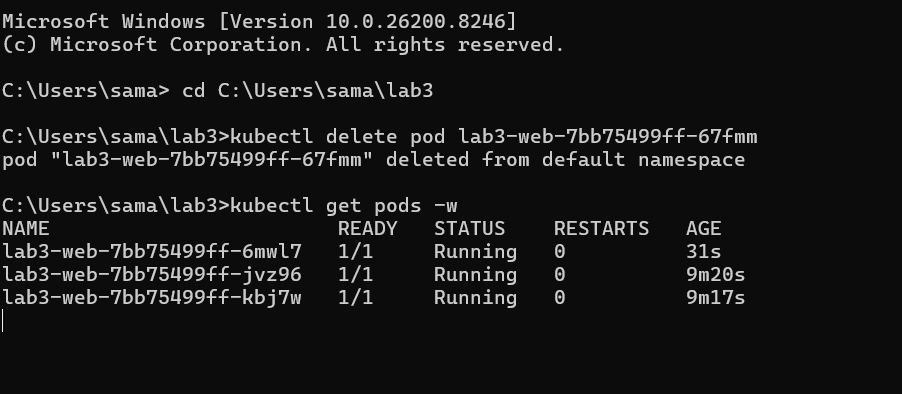 Microsoft Windows [Version 10.0.26200.8246]
(c) Microsoft Corporation. All rights reserved.
C:\Users\sama> cd C:\Users\sama\lab3
C:\Users\sama\lab3>kubectl delete pod lab3-web-7bb75499ff-67fmm
pod "lab3-web-7bb75499ff-67fmm" deleted from default namespace
C:\Users\sama\lab3>kubectl get pods -w
NAME                        READY   STATUS    RESTARTS   AGE
lab3-web-7bb75499ff-6mwl7   1/1     Running   0          31s
lab3-web-7bb75499ff-jvz96   1/1     Running   0          9m20s
lab3-web-7bb75499ff-kbj7w   1/1     Running   0          9m17s